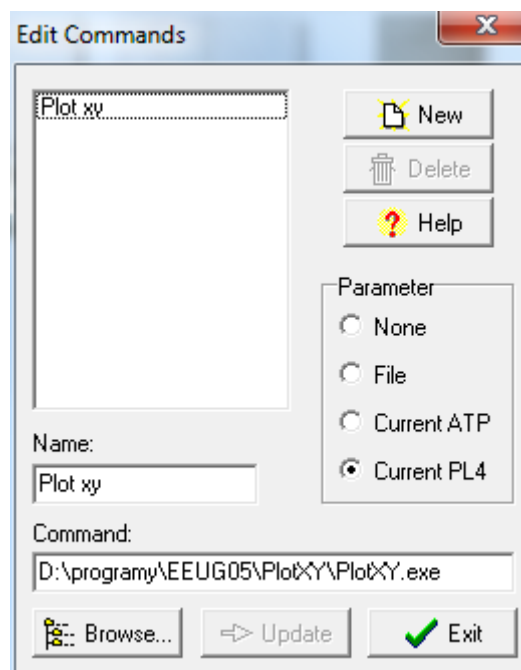 Edit Commands
Plot xy
New
Delete
Help
Parameter
None
File
Current ATP
Current PL4
Name:
Plot xy
Command:
D:\programy\EEUG05\PlotXY\PlotXY.exe
Browse...
Update
Exit